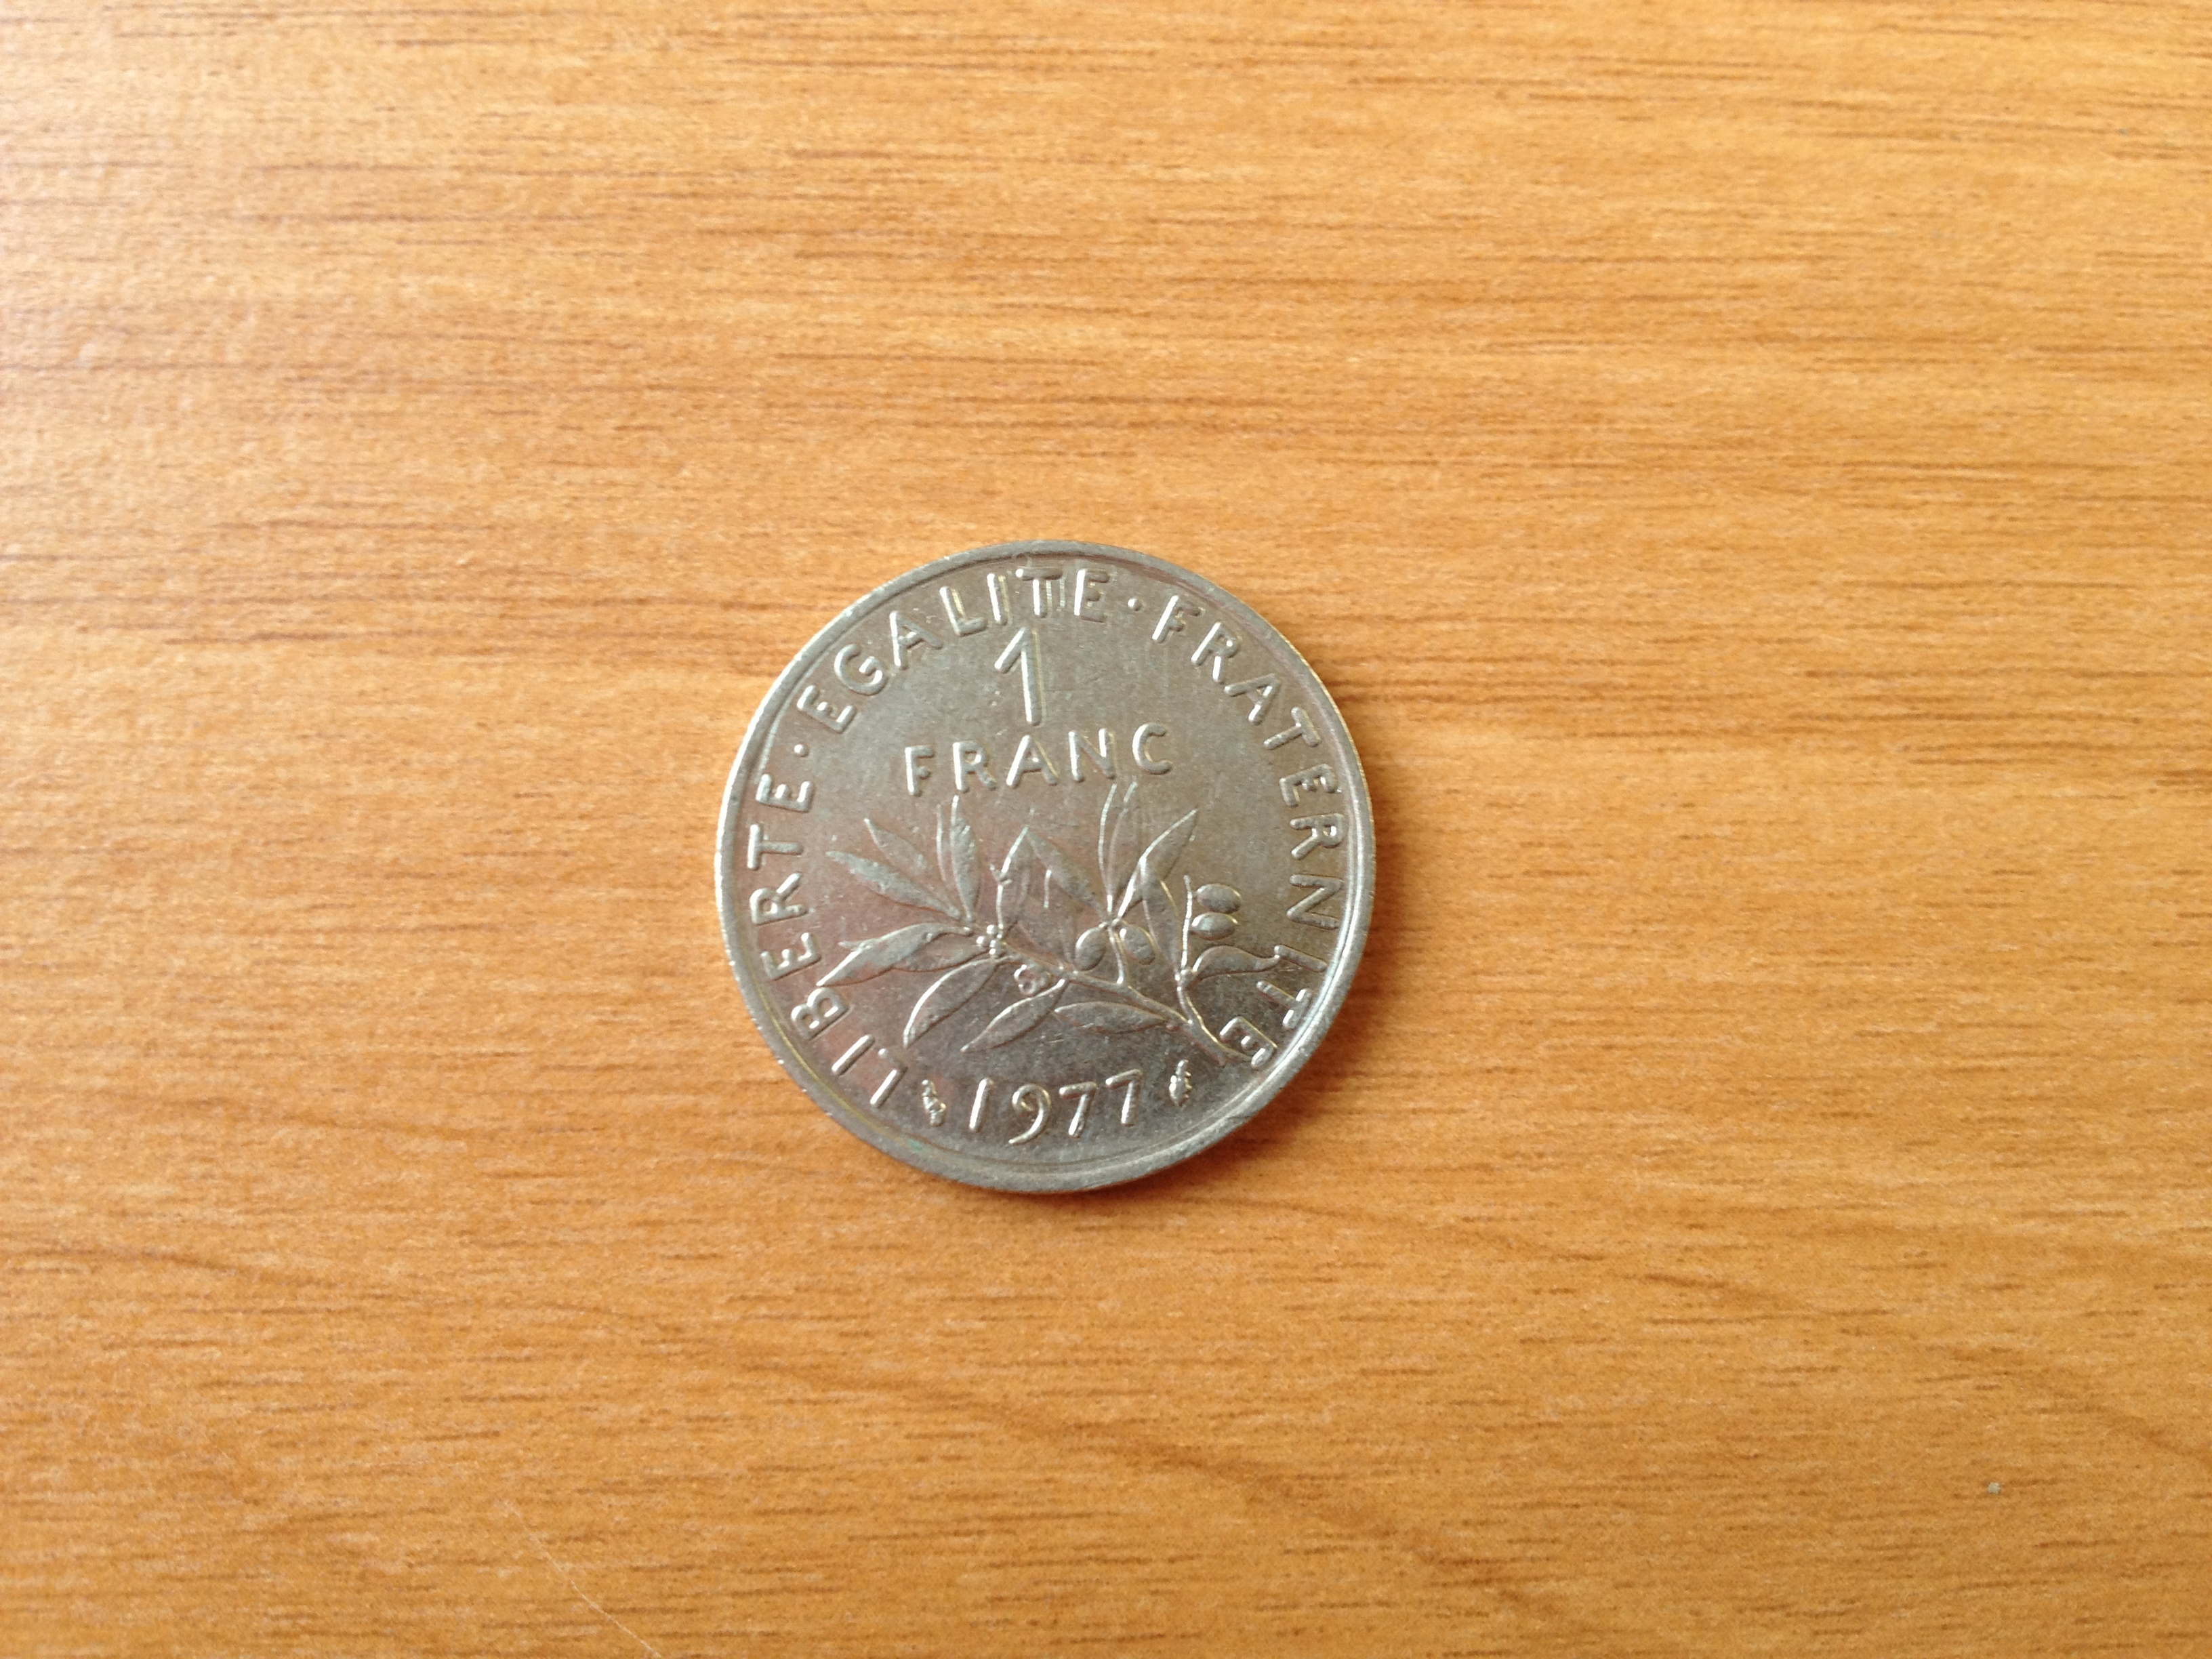 LIBERTE · EGALITE · FRATERNITE
1
FRANC
1977